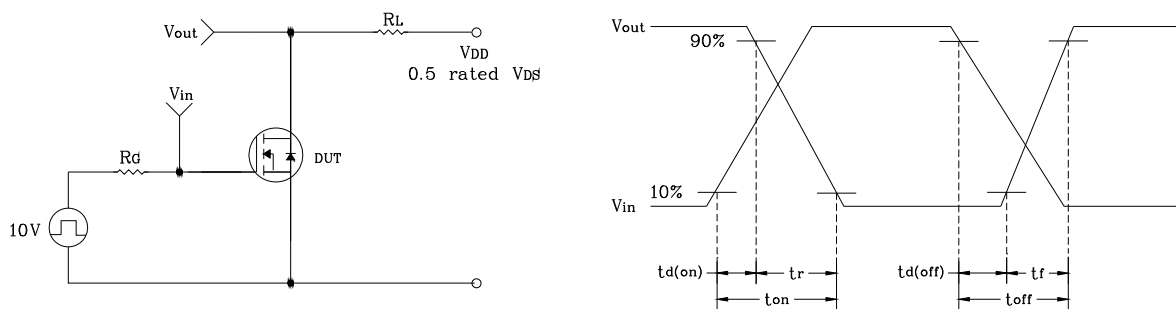 Vout
RL
VDD
0.5 rated VDS
Vin
RG
DUT
10V
Vout
90%
10%
Vin
td(on)
tr
td(off)
tf
ton
toff